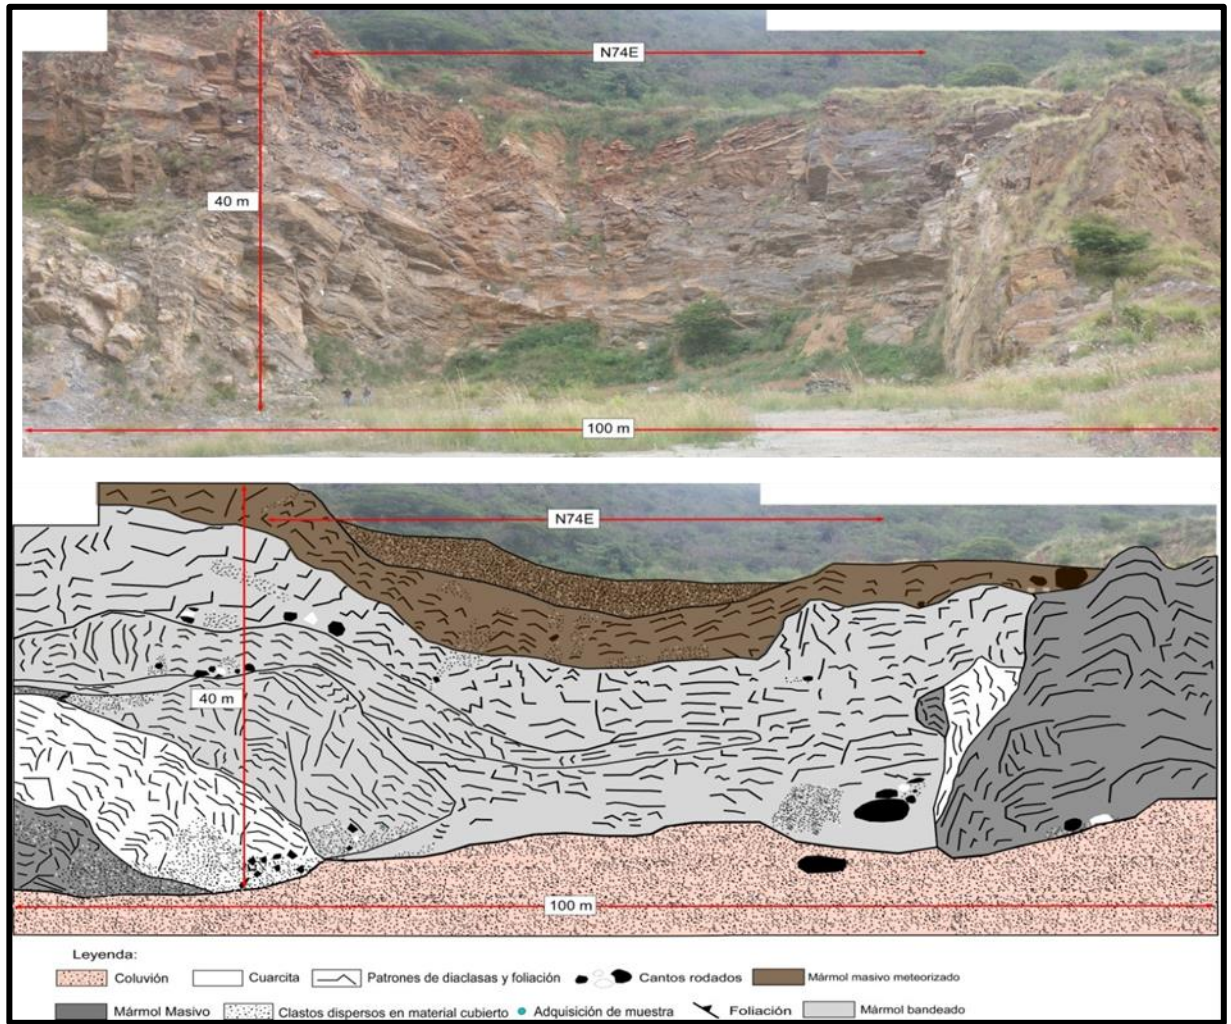 N74E
40 m
100 m
N74E
40 m
100 m
Leyenda:
Coluvión Cuarcita Patrones de diaclasas y foliación Cantos rodados Mármol masivo meteorizado
Mármol Masivo Clastos dispersos en material cubierto Adquisición de muestra Foliación Mármol bandeado